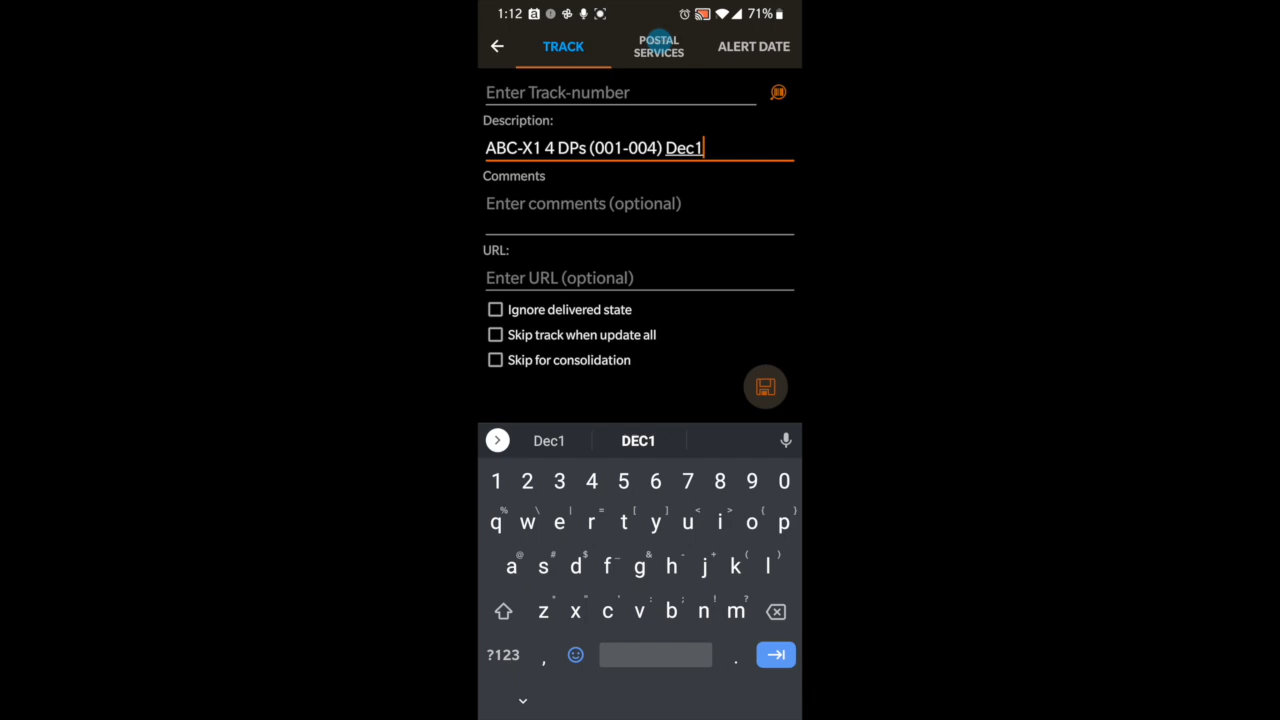 1:12 71%
TRACK POSTAL SERVICES ALERT DATE
Enter Track-number
Description:
ABC-X1 4 DPs (001-004) Dec1
Comments
Enter comments (optional)
URL:
Enter URL (optional)
Ignore delivered state
Skip track when update all
Skip for consolidation
Dec1 DEC1
1 2 3 4 5 6 7 8 9 0
% \ | = [ ] < > { }
q w e r t y u i o p
@ # $ _ & - + ( )
a s d f g h j k l
* " ' : ; ! ?
z x c v b n m
?123 , .